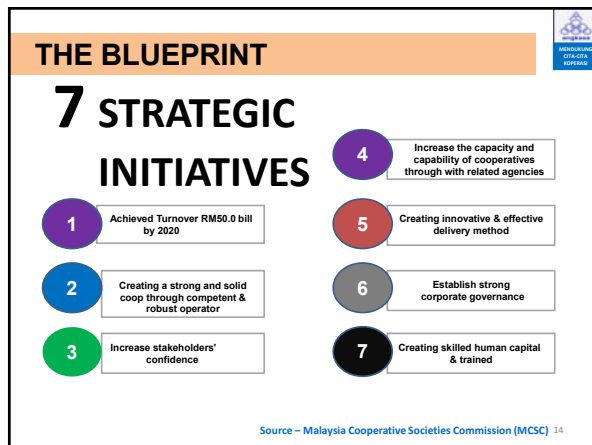 THE BLUEPRINT
angkasa
MENDUKUNG
CITA-CITA
KOPERASI
7 STRATEGIC
INITIATIVES
1
Achieved Turnover RM50.0 bill
by 2020
2
Creating a strong and solid
coop through competent &
robust operator
3
Increase stakeholders'
confidence
4
Increase the capacity and
capability of cooperatives
through with related agencies
5
Creating innovative & effective
delivery method
6
Establish strong
corporate governance
7
Creating skilled human capital
& trained
Source – Malaysia Cooperative Societies Commission (MCSC) 14